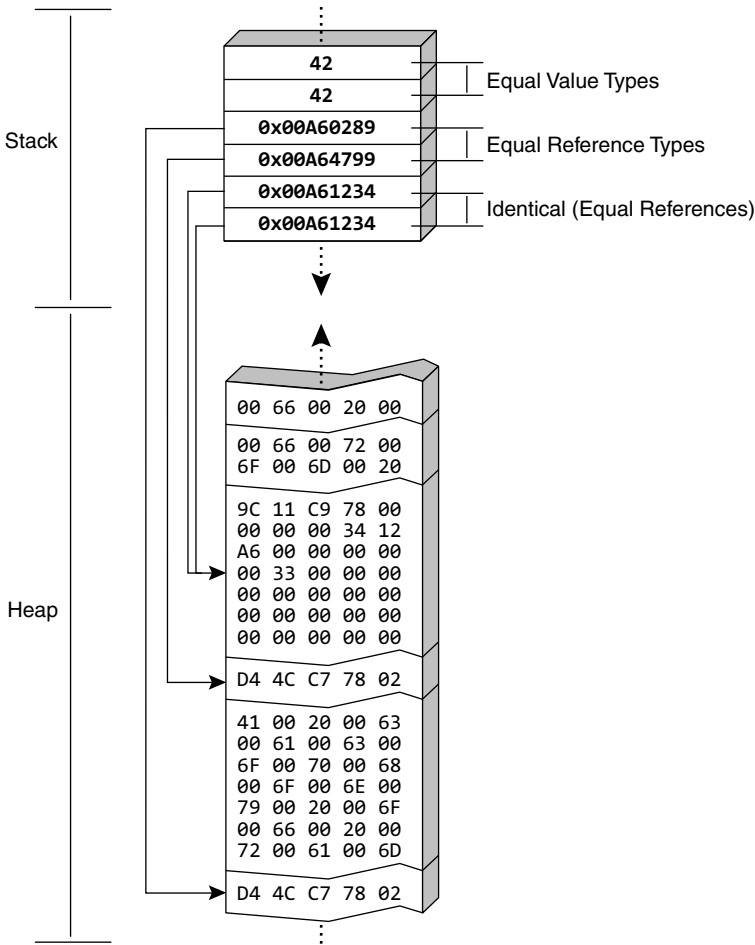 42
Equal Value Types
42
Stack
0x00A60289
Equal Reference Types
0x00A64799
0x00A61234
Identical (Equal References)
0x00A61234
00 66 00 20 00
00 66 00 72 00
6F 00 6D 00 20
9C 11 C9 78 00
00 00 00 34 12
A6 00 00 00 00
00 33 00 00 00
00 00 00 00 00
00 00 00 00 00
00 00 00 00 00
Heap
D4 4C C7 78 02
41 00 20 00 63
00 61 00 63 00
6F 00 70 00 68
00 6F 00 6E 00
79 00 20 00 6F
00 66 00 20 00
72 00 61 00 6D
D4 4C C7 78 02